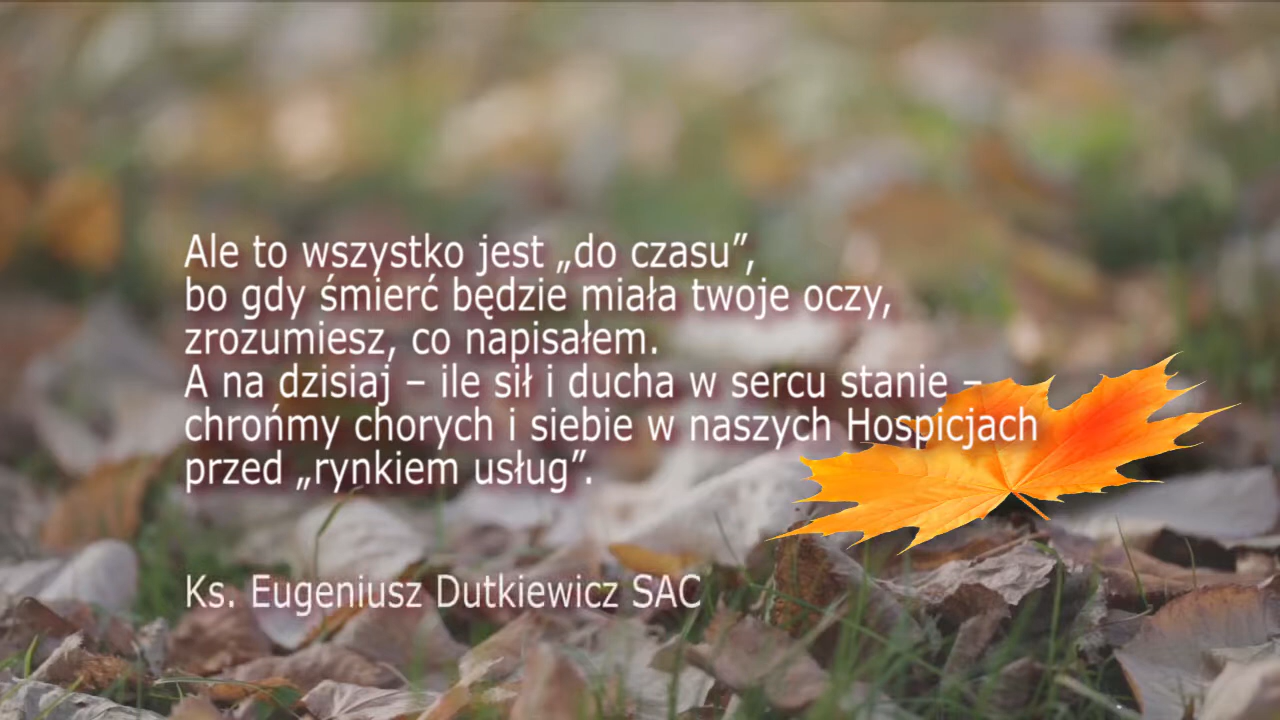 Ale to wszystko jest „do czasu”,
bo gdy śmierć będzie miała twoje oczy,
zrozumiesz, co napisałem.
A na dzisiaj – ile sił i ducha w sercu stanie –
chrońmy chorych i siebie w naszych Hospicjach
przed „rynkiem usług”.
Ks. Eugeniusz Dutkiewicz SAC